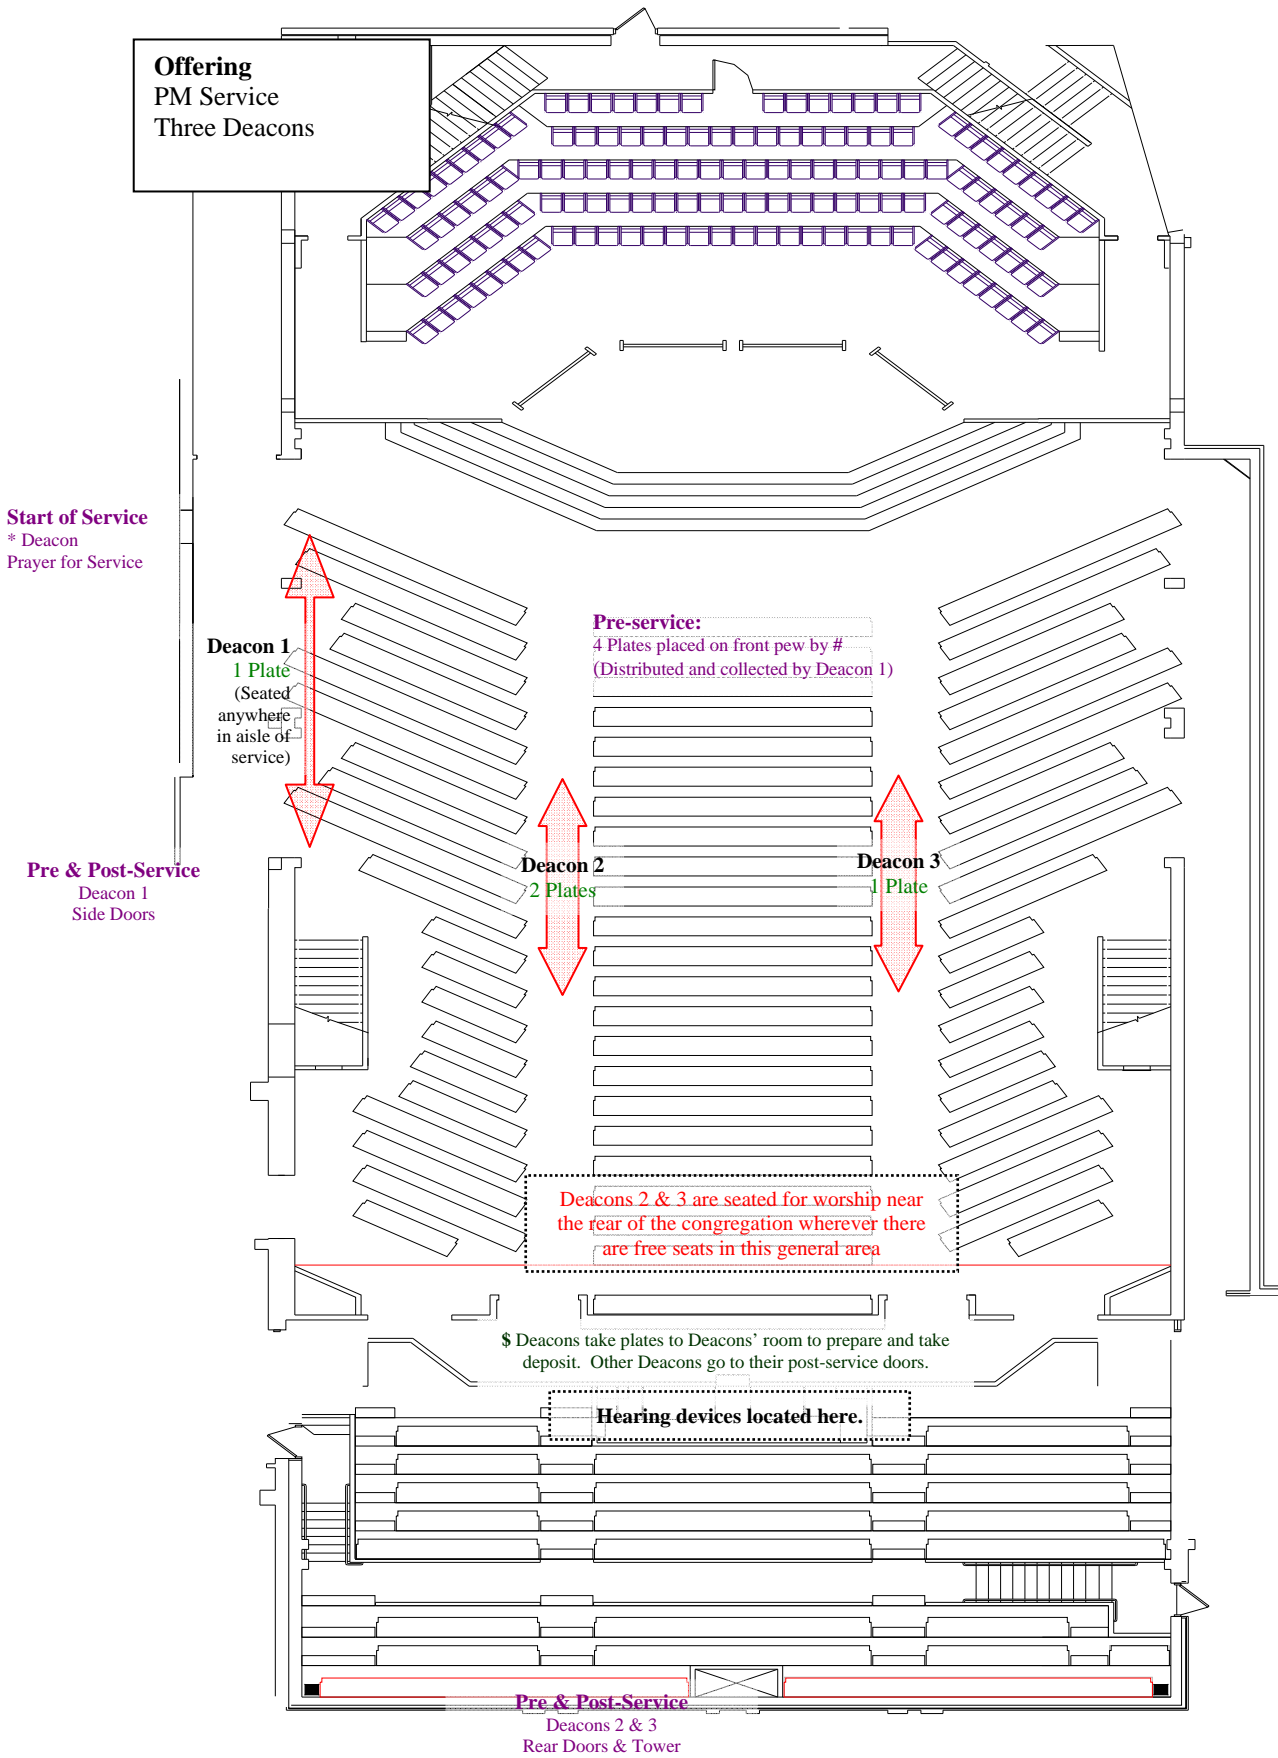 Offering
PM Service
Three Deacons
Start of Service
* Deacon
Prayer for Service
Pre-service:
4 Plates placed on front pew by #
(Distributed and collected by Deacon 1)
Deacon 1
1 Plate
(Seated
anywhere
in aisle of
service)
Deacon 2
2 Plates
Deacon 3
1 Plate
Pre & Post-Service
Deacon 1
Side Doors
Deacons 2 & 3 are seated for worship near
the rear of the congregation wherever there
are free seats in this general area
$ Deacons take plates to Deacons’ room to prepare and take
deposit.  Other Deacons go to their post-service doors.
Hearing devices located here.
Pre & Post-Service
Deacons 2 & 3
Rear Doors & Tower